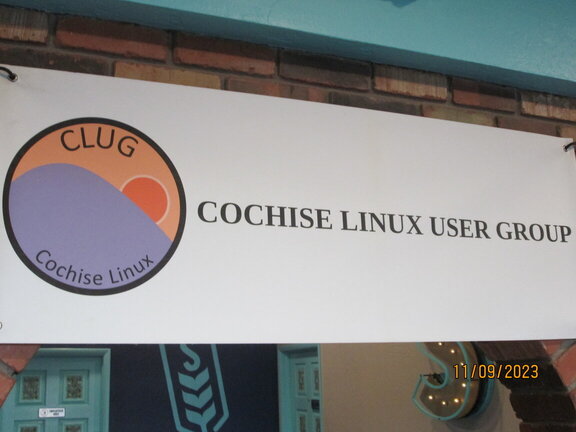 CLUG
Cochise Linux
COCHISE LINUX USER GROUP
11/09/2023